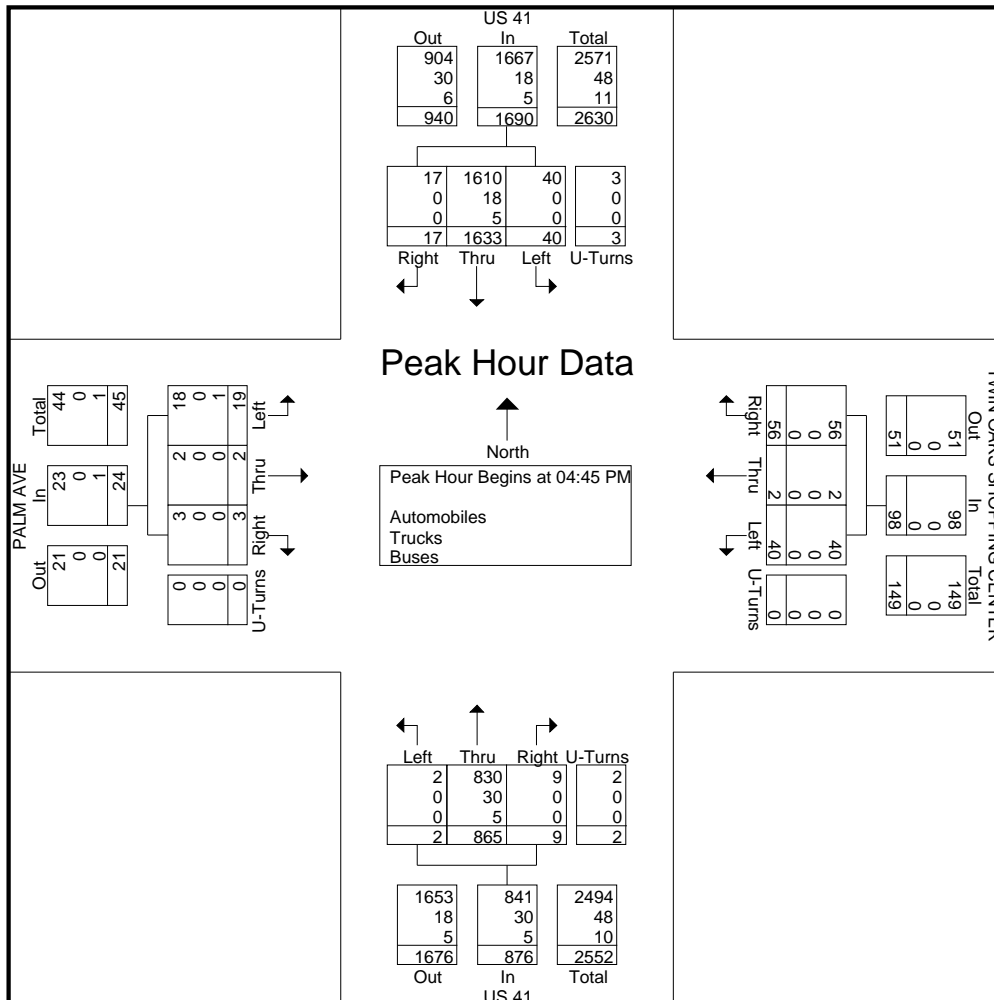 US 41
Out In Total
904 1667 2571
30 18 48
6 5 11
940 1690 2630
17 1610 40 3
0 18 0 0
0 5 0 0
17 1633 40 3
Right Thru Left U-Turns
Peak Hour Data
North
Peak Hour Begins at 04:45 PM
Automobiles
Trucks
Buses
PALM AVE
Out In Total
21 23 44
0 0 0
0 1 1
21 24 45
0 3 2 18
0 0 0 0
0 0 0 1
0 3 2 19
U-Turns Right Thru Left
TWIN OAKS SHOPPING CENTER
Out In Total
51 98 149
0 0 0
0 0 0
51 98 149
56 2 40 0
0 0 0 0
0 0 0 0
56 2 40 0
Right Thru Left U-Turns
Left Thru Right U-Turns
2 830 9 2
0 30 0 0
0 5 0 0
2 865 9 2
1653 841 2494
18 30 48
5 5 10
1676 876 2552
Out In Total
US 41